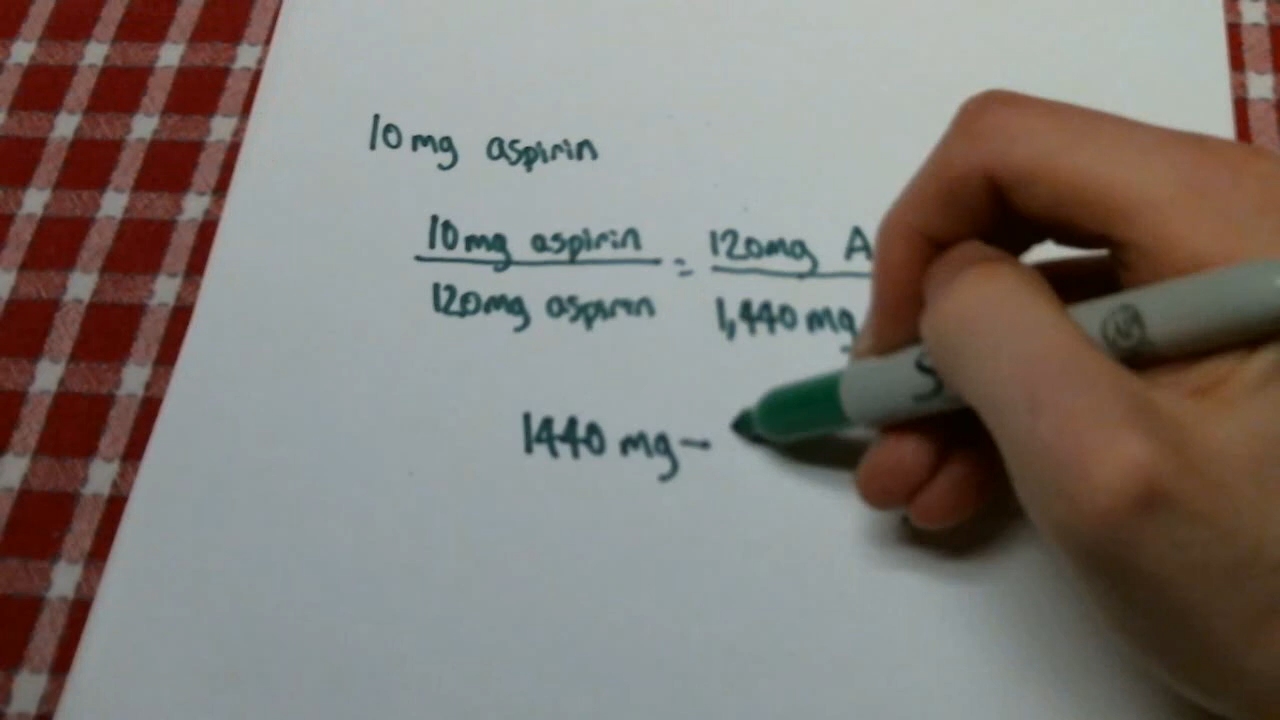 10mg aspirin
10mg aspirin = 120mg A
120mg aspirin 1,440 mg
1440 mg -